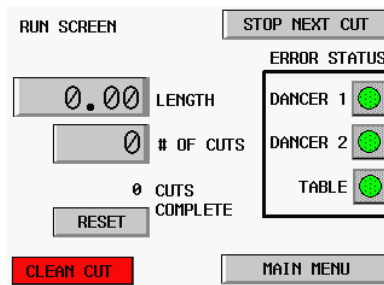 RUN SCREEN
STOP NEXT CUT
ERROR STATUS
0.00 LENGTH
DANCER 1
0 # OF CUTS
DANCER 2
0 CUTS COMPLETE
TABLE
RESET
CLEAN CUT
MAIN MENU